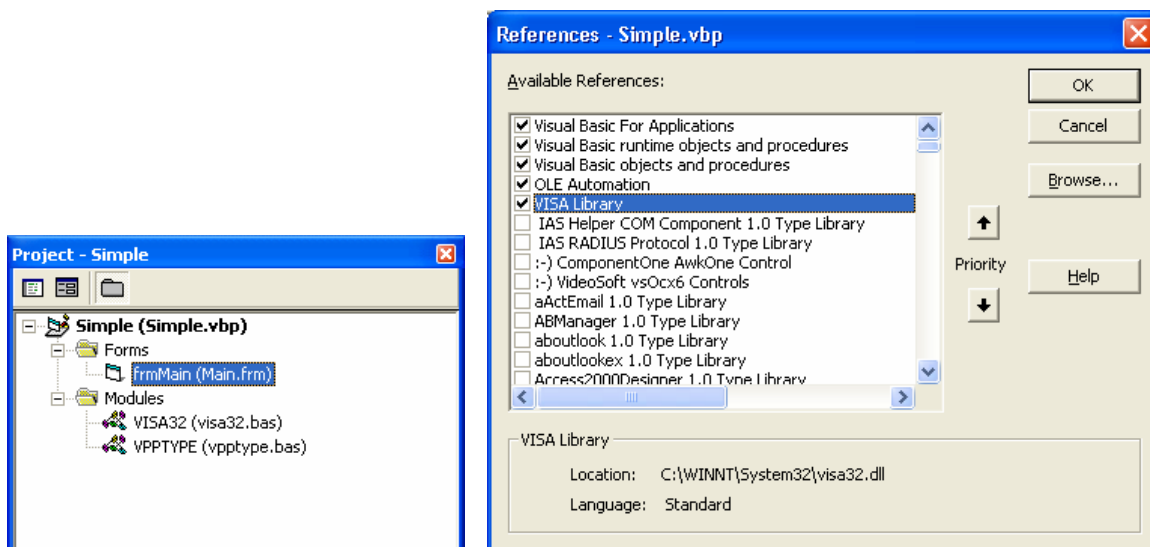 Project - Simple
Simple (Simple.vbp)
Forms
frmMain (Main.frm)
Modules
VISA32 (visa32.bas)
VPPTYPE (vpptype.bas)
References - Simple.vbp
Available References:
Visual Basic For Applications
Visual Basic runtime objects and procedures
Visual Basic objects and procedures
OLE Automation
VISA Library
IAS Helper COM Component 1.0 Type Library
IAS RADIUS Protocol 1.0 Type Library
:-) ComponentOne AwkOne Control
:-) VideoSoft vsOcx6 Controls
aActEmail 1.0 Type Library
ABManager 1.0 Type Library
aboutlook 1.0 Type Library
aboutlookex 1.0 Type Library
Access2000Designer 1.0 Type Library
OK
Cancel
Browse...
Priority
Help
VISA Library
Location: C:\WINNT\System32\visa32.dll
Language: Standard